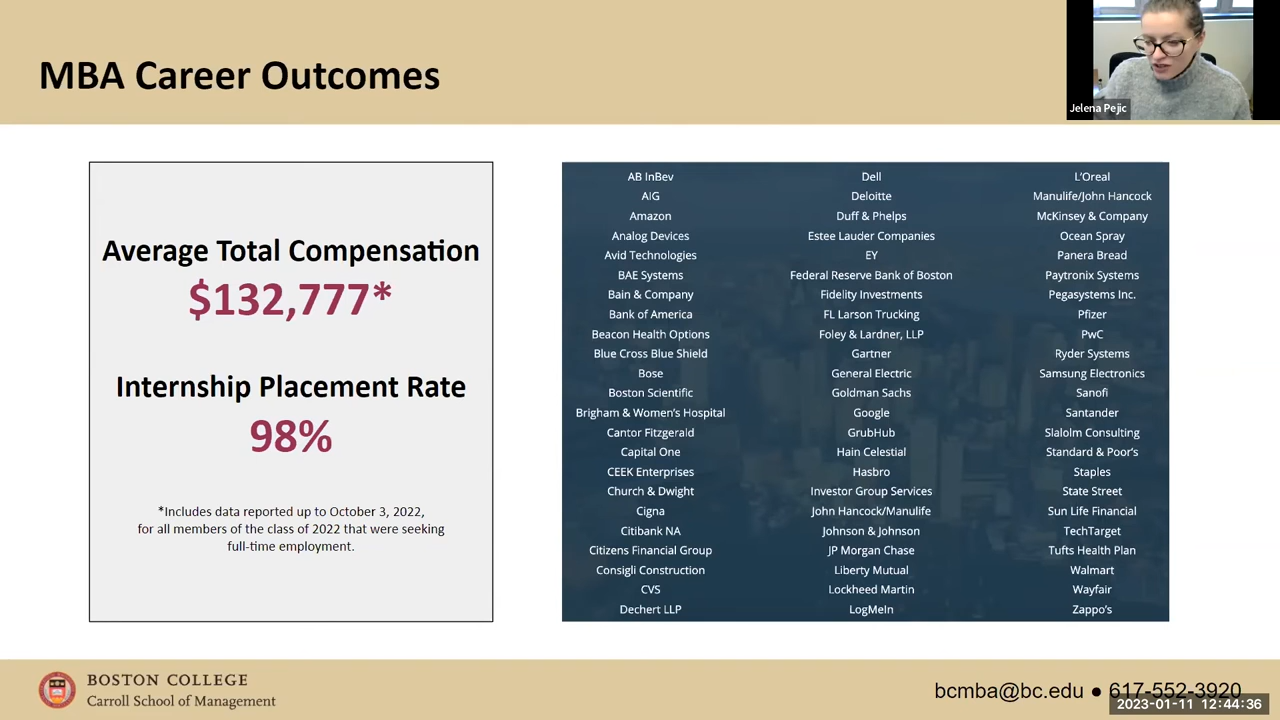 MBA Career Outcomes
Jelena Pejic
Average Total Compensation
$132,777*
Internship Placement Rate
98%
*Includes data reported up to October 3, 2022,
for all members of the class of 2022 that were seeking
full-time employment.
AB InBev
AIG
Amazon
Analog Devices
Avid Technologies
BAE Systems
Bain & Company
Bank of America
Beacon Health Options
Blue Cross Blue Shield
Bose
Boston Scientific
Brigham & Women's Hospital
Cantor Fitzgerald
Capital One
CEEK Enterprises
Church & Dwight
Cigna
Citibank NA
Citizens Financial Group
Consigli Construction
CVS
Dechert LLP
Dell
Deloitte
Duff & Phelps
Estee Lauder Companies
EY
Federal Reserve Bank of Boston
Fidelity Investments
FL Larson Trucking
Foley & Lardner, LLP
Gartner
General Electric
Goldman Sachs
Google
GrubHub
Hain Celestial
Hasbro
Investor Group Services
John Hancock/Manulife
Johnson & Johnson
JP Morgan Chase
Liberty Mutual
Lockheed Martin
LogMeIn
L'Oreal
Manulife/John Hancock
McKinsey & Company
Ocean Spray
Panera Bread
Paytronix Systems
Pegasystems Inc.
Pfizer
PwC
Ryder Systems
Samsung Electronics
Sanofi
Santander
Slalolm Consulting
Standard & Poor's
Staples
State Street
Sun Life Financial
TechTarget
Tufts Health Plan
Walmart
Wayfair
Zappo's
BOSTON COLLEGE
Carroll School of Management
bcmba@bc.edu ● 617-552-3920
2023-01-11 12:44:36